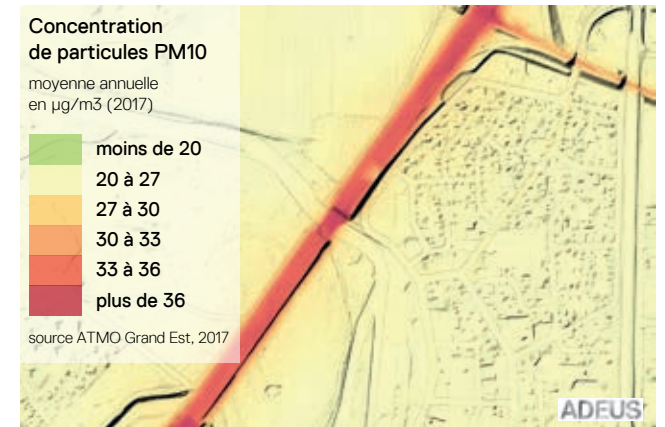 Concentration
de particules PM10
moyenne annuelle
en µg/m3 (2017)
moins de 20
20 à 27
27 à 30
30 à 33
33 à 36
plus de 36
source ATMO Grand Est, 2017
ADEUS